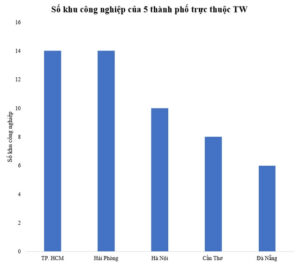 Số khu công nghiệp của 5 thành phố trực thuộc TW
16
14
12
10
8
6
4
2
0
Số khu công nghiệp
TP. HCM
Hải Phòng
Hà Nội
Cần Thơ
Đà Nẵng